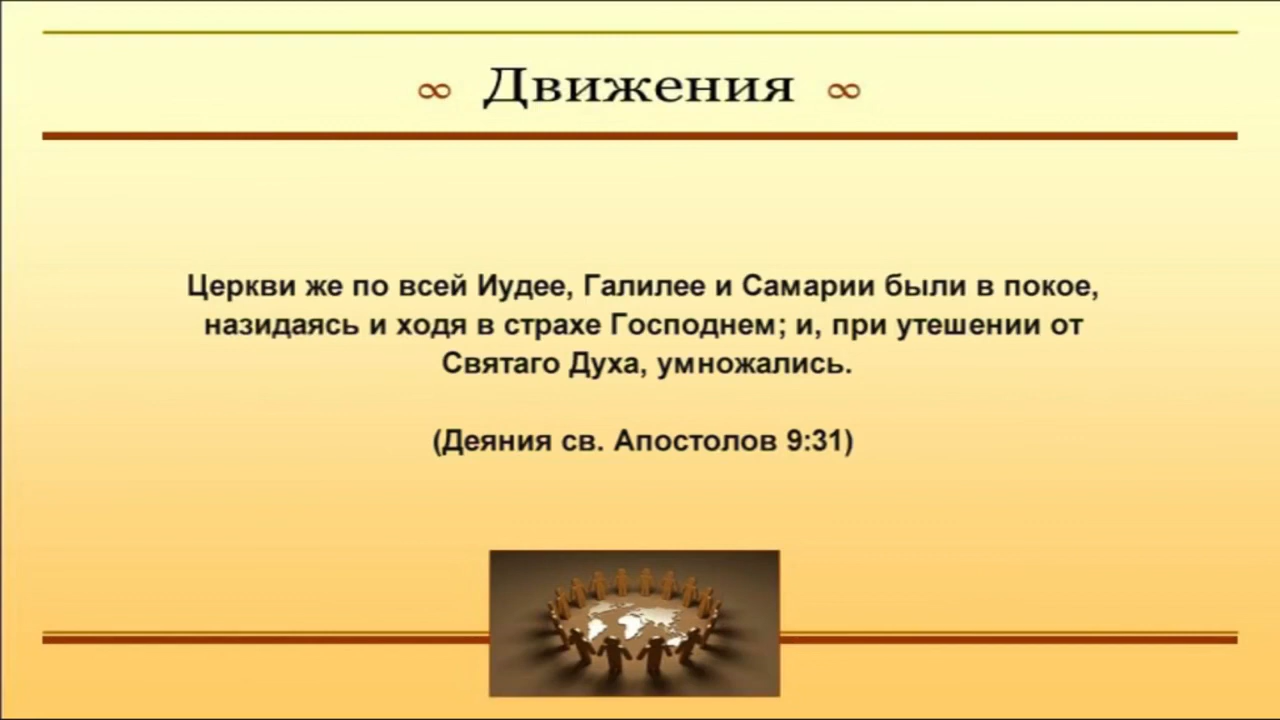 ∞ Движения ∞
Церкви же по всей Иудее, Галилее и Самарии были в покое,
назидаясь и ходя в страхе Господнем; и, при утешении от
Святаго Духа, умножались.
(Деяния св. Апостолов 9:31)